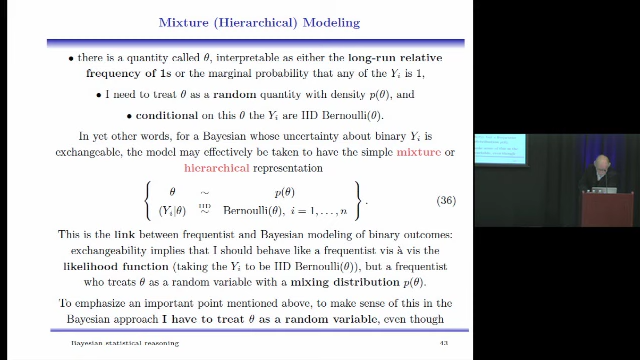 Mixture (Hierarchical) Modeling
• there is a quantity called θ, interpretable as either the long-run relative
frequency of 1s or the marginal probability that any of the Yi is 1,
• I need to treat θ as a random quantity with density p(θ), and
• conditional on this θ the Yi are IID Bernoulli(θ).
In yet other words, for a Bayesian whose uncertainty about binary Yi is
exchangeable, the model may effectively be taken to have the simple mixture or
hierarchical representation
{ θ ∼ p(θ)
(Yi|θ) IID ∼ Bernoulli(θ), i = 1, . . . , n } . (36)
This is the link between frequentist and Bayesian modeling of binary outcomes:
exchangeability implies that I should behave like a frequentist vis à vis the
likelihood function (taking the Yi to be IID Bernoulli(θ)), but a frequentist
who treats θ as a random variable with a mixing distribution p(θ).
To emphasize an important point mentioned above, to make sense of this in the
Bayesian approach I have to treat θ as a random variable, even though
Bayesian statistical reasoning 43